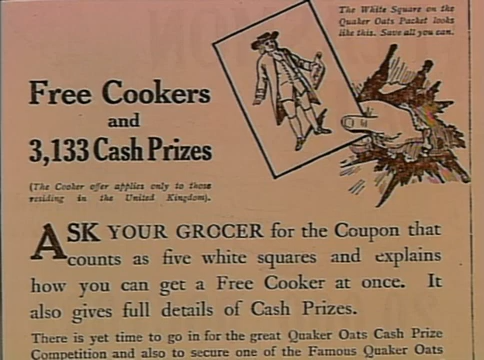 The White Square on the
Quaker Oats Packet looks
like this. Save all you can.
Free Cookers
and
3,133 Cash Prizes
(The Cooker offer applies only to those
residing in the United Kingdom).
ASK YOUR GROCER for the Coupon that
counts as five white squares and explains
how you can get a Free Cooker at once. It
also gives full details of Cash Prizes.
There is yet time to go in for the great Quaker Oats Cash Prize
Competition and also to secure one of the Famous Quaker Oats